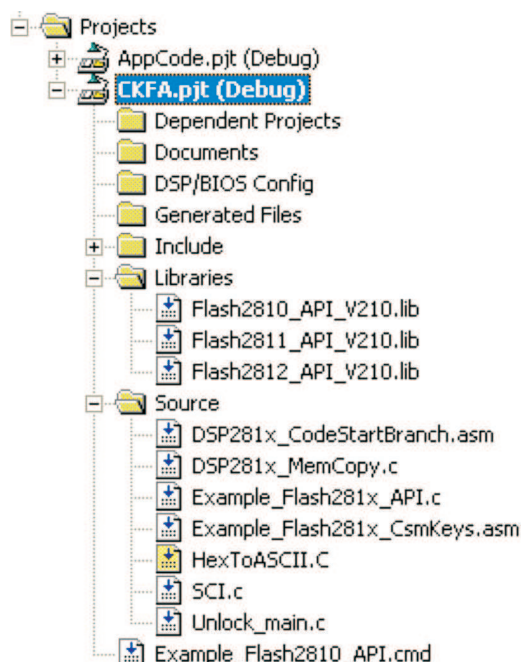 Projects
AppCode.pjt (Debug)
CKFA.pjt (Debug)
Dependent Projects
Documents
DSP/BIOS Config
Generated Files
Include
Libraries
Flash2810_API_V210.lib
Flash2811_API_V210.lib
Flash2812_API_V210.lib
Source
DSP281x_CodeStartBranch.asm
DSP281x_MemCopy.c
Example_Flash281x_API.c
Example_Flash281x_CsmKeys.asm
HexToASCII.C
SCI.c
Unlock_main.c
Example_Flash2810_API.cmd